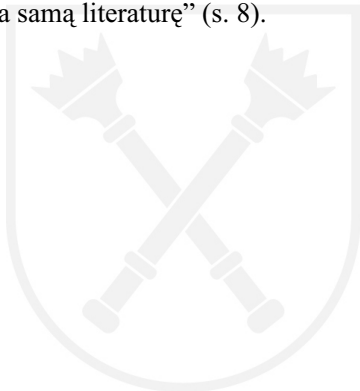 a samą literaturę” (s. 8).